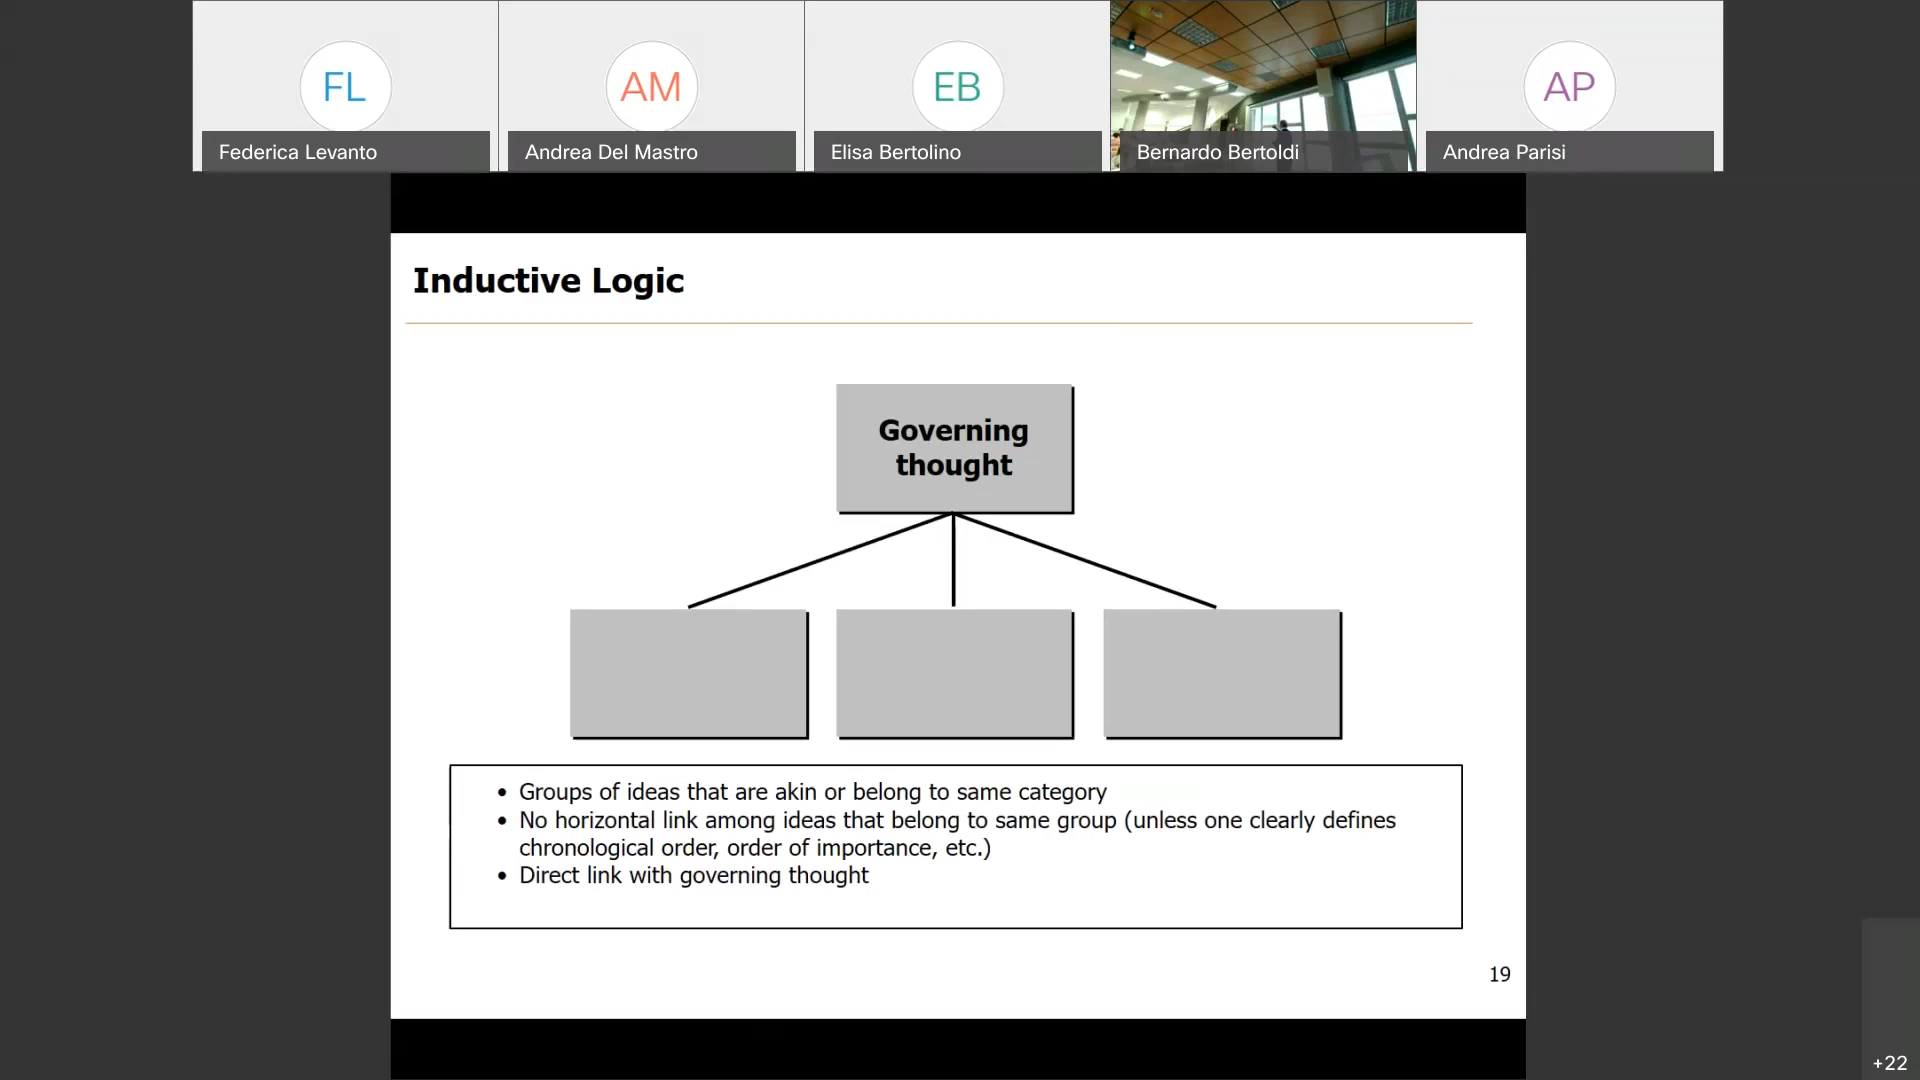 FL
AM
EB
AP
Federica Levanto
Andrea Del Mastro
Elisa Bertolino
Bernardo Bertoldi
Andrea Parisi
Inductive Logic
Governing
thought
• Groups of ideas that are akin or belong to same category
• No horizontal link among ideas that belong to same group (unless one clearly defines
chronological order, order of importance, etc.)
• Direct link with governing thought
19
+22